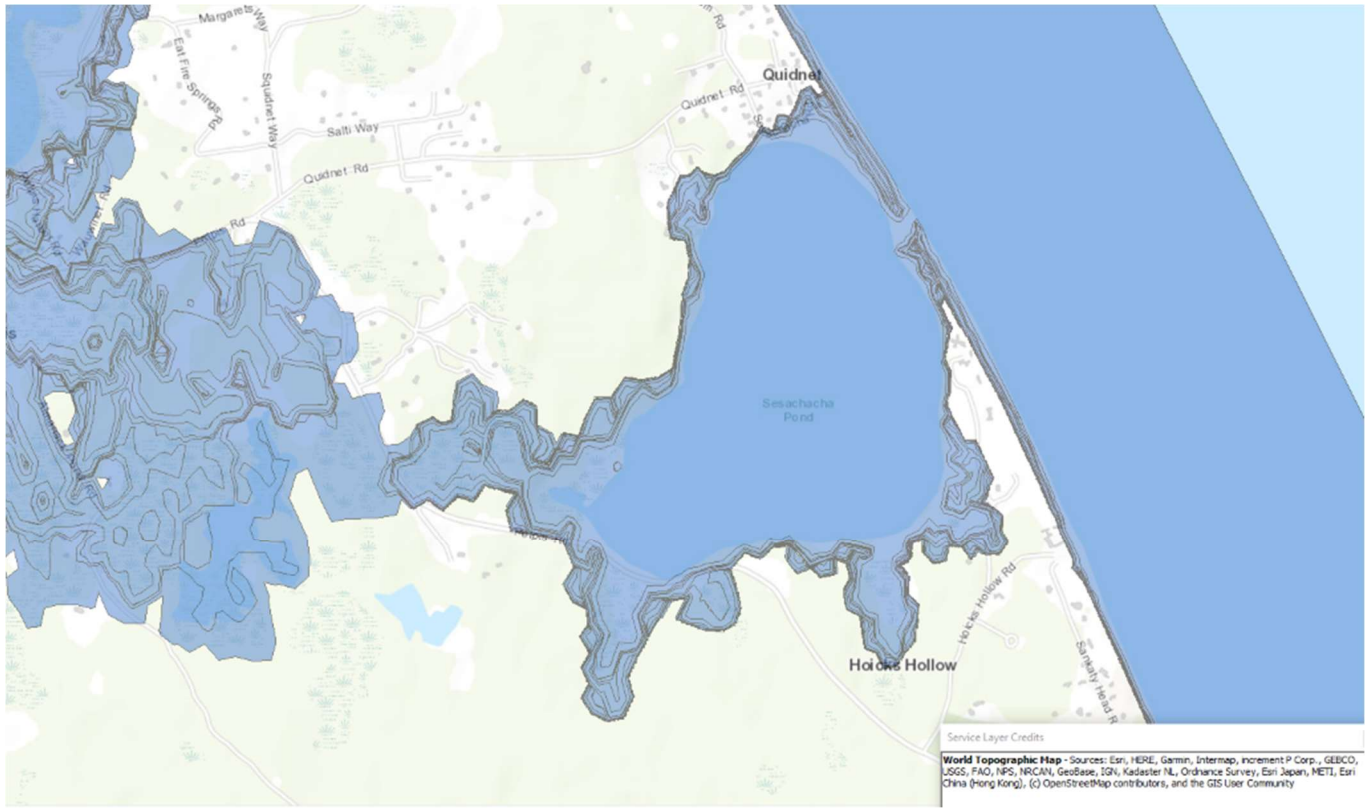 Margarets Way
m Rd
Eat Fire Springs Rd
Squidnet Way
Quidnet
Quidnet Rd
Salti Way
Quidnet Rd
Rd
s
Sesachacha
Pond
Hoicks Hollow Rd
Hoicks Hollow
Sankaty Head R
Service Layer Credits
World Topographic Map - Sources: Esri, HERE, Garmin, Intermap, increment P Corp., GEBCO,
USGS, FAO, NPS, NRCAN, GeoBase, IGN, Kadaster NL, Ordnance Survey, Esri Japan, METI, Esri
China (Hong Kong), (c) OpenStreetMap contributors, and the GIS User Community